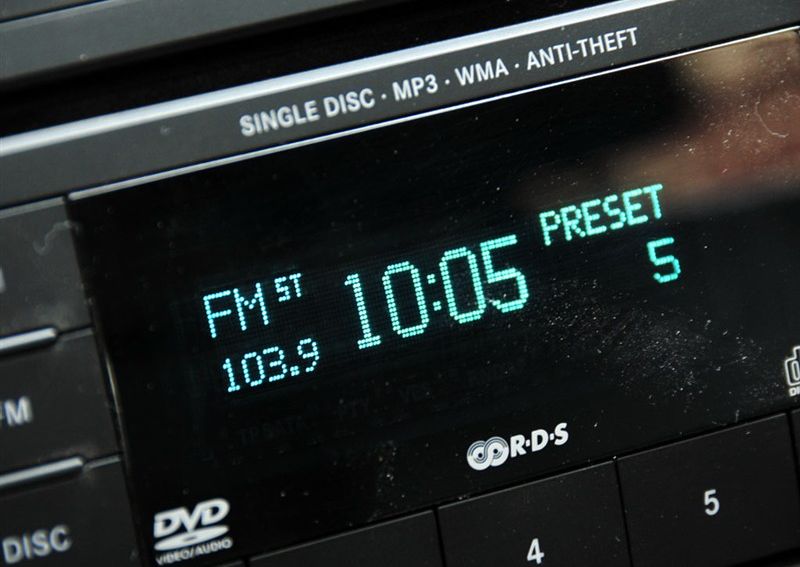 SINGLE DISC · MP3 · WMA · ANTI-THEFT
FM ST 10:05 PRESET
103.9 5
R·D·S
DVD
VIDEO/AUDIO
4 5
FM
DISC